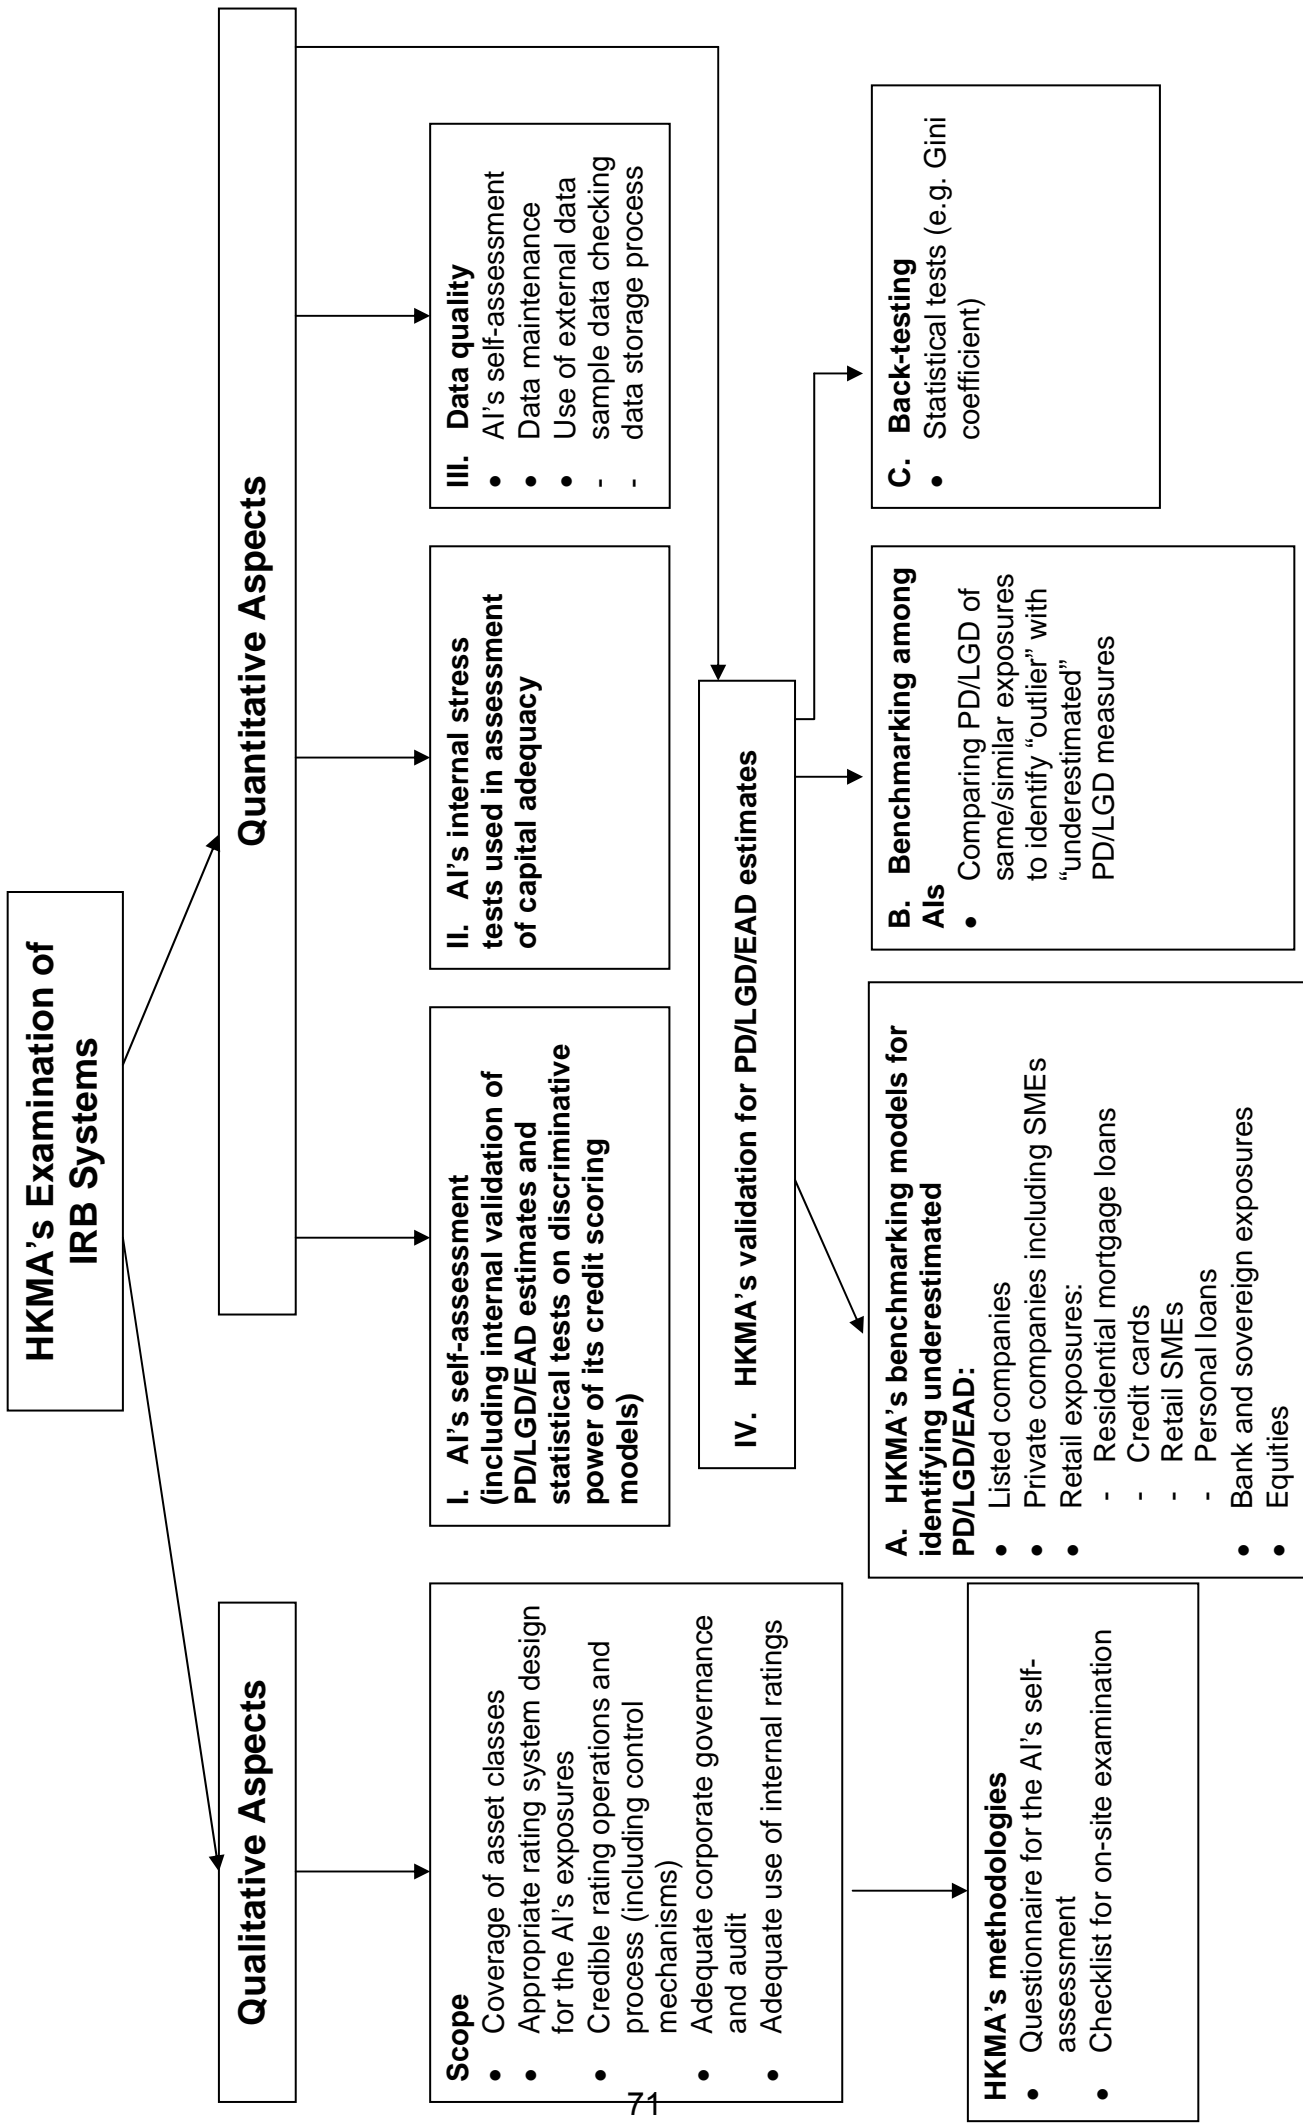 HKMA's Examination of
IRB Systems
Qualitative Aspects
Quantitative Aspects
Scope
• Coverage of asset classes
• Appropriate rating system design
for the AI's exposures
• Credible rating operations and
process (including control
mechanisms)
• Adequate corporate governance
and audit
• Adequate use of internal ratings
HKMA's methodologies
• Questionnaire for the AI's self-
assessment
• Checklist for on-site examination
I. AI's self-assessment
(including internal validation of
PD/LGD/EAD estimates and
statistical tests on discriminative
power of its credit scoring
models)
II. AI's internal stress
tests used in assessment
of capital adequacy
III. Data quality
• AI's self-assessment
• Data maintenance
• Use of external data
- sample data checking
- data storage process
IV. HKMA's validation for PD/LGD/EAD estimates
A. HKMA's benchmarking models for
identifying underestimated
PD/LGD/EAD:
• Listed companies
• Private companies including SMEs
• Retail exposures:
- Residential mortgage loans
- Credit cards
- Retail SMEs
- Personal loans
• Bank and sovereign exposures
• Equities
B. Benchmarking among
AIs
• Comparing PD/LGD of
same/similar exposures
to identify “outlier” with
“underestimated”
PD/LGD measures
C. Back-testing
• Statistical tests (e.g. Gini
coefficient)
71